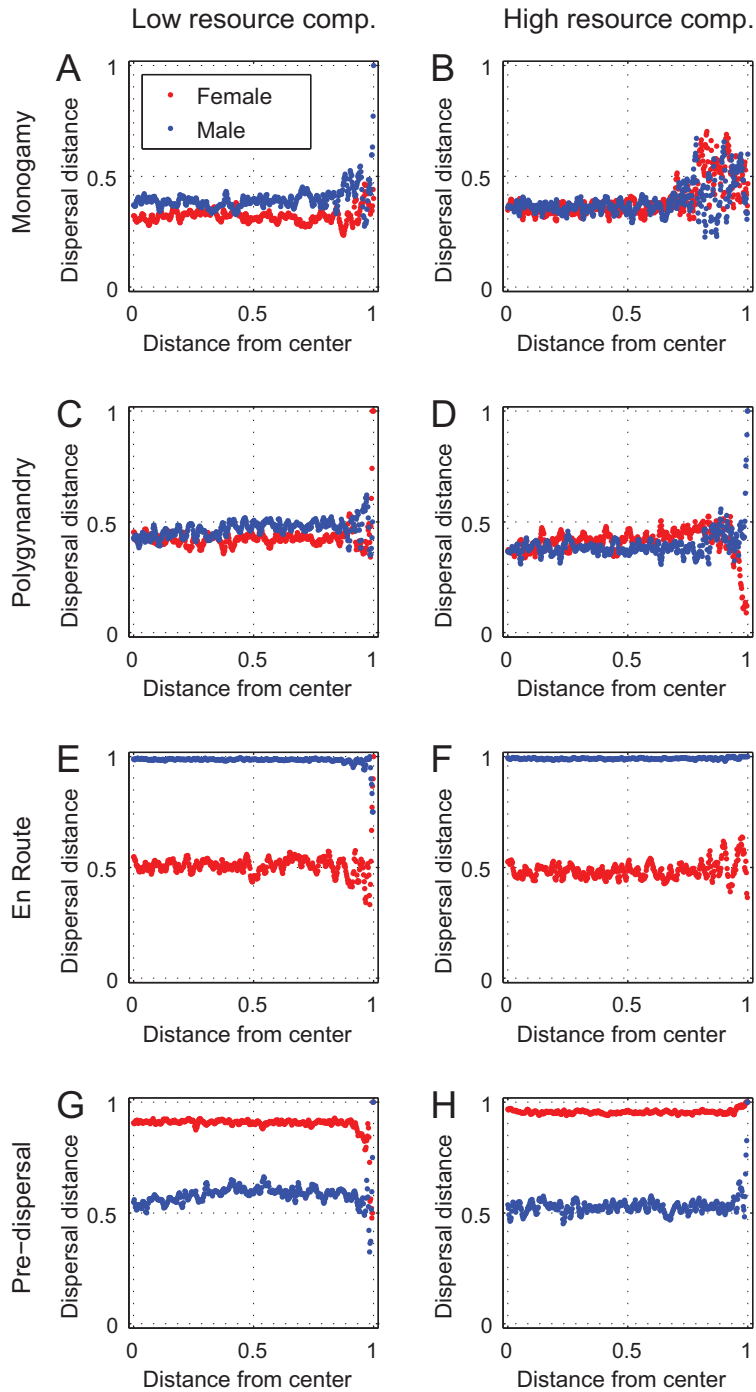 Low resource comp.
High resource comp.
Monogamy
A
Female
Male
Dispersal distance
1
0.5
0
0
0.5
1
Distance from center
B
Dispersal distance
1
0.5
0
0
0.5
1
Distance from center
Polygynandry
C
Dispersal distance
1
0.5
0
0
0.5
1
Distance from center
D
Dispersal distance
1
0.5
0
0
0.5
1
Distance from center
En Route
E
Dispersal distance
1
0.5
0
0
0.5
1
Distance from center
F
Dispersal distance
1
0.5
0
0
0.5
1
Distance from center
Pre−dispersal
G
Dispersal distance
1
0.5
0
0
0.5
1
Distance from center
H
Dispersal distance
1
0.5
0
0
0.5
1
Distance from center